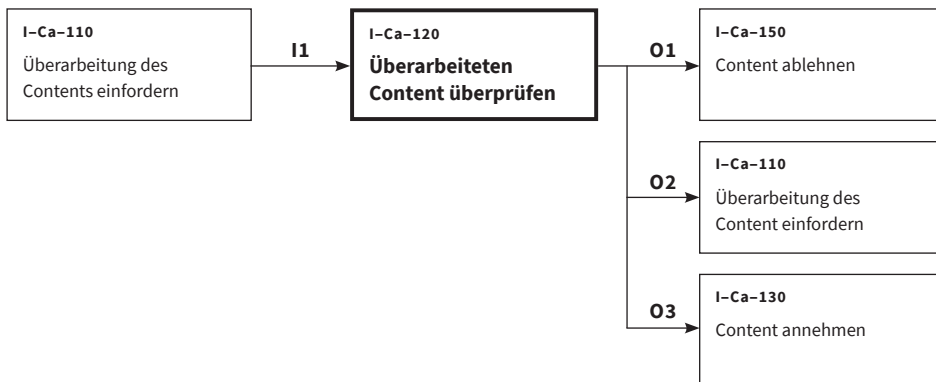 I–Ca–110
Überarbeitung des
Contents einfordern
I1
I–Ca–120
Überarbeiteten
Content überprüfen
O1
I–Ca–150
Content ablehnen
O2
I–Ca–110
Überarbeitung des
Content einfordern
O3
I–Ca–130
Content annehmen